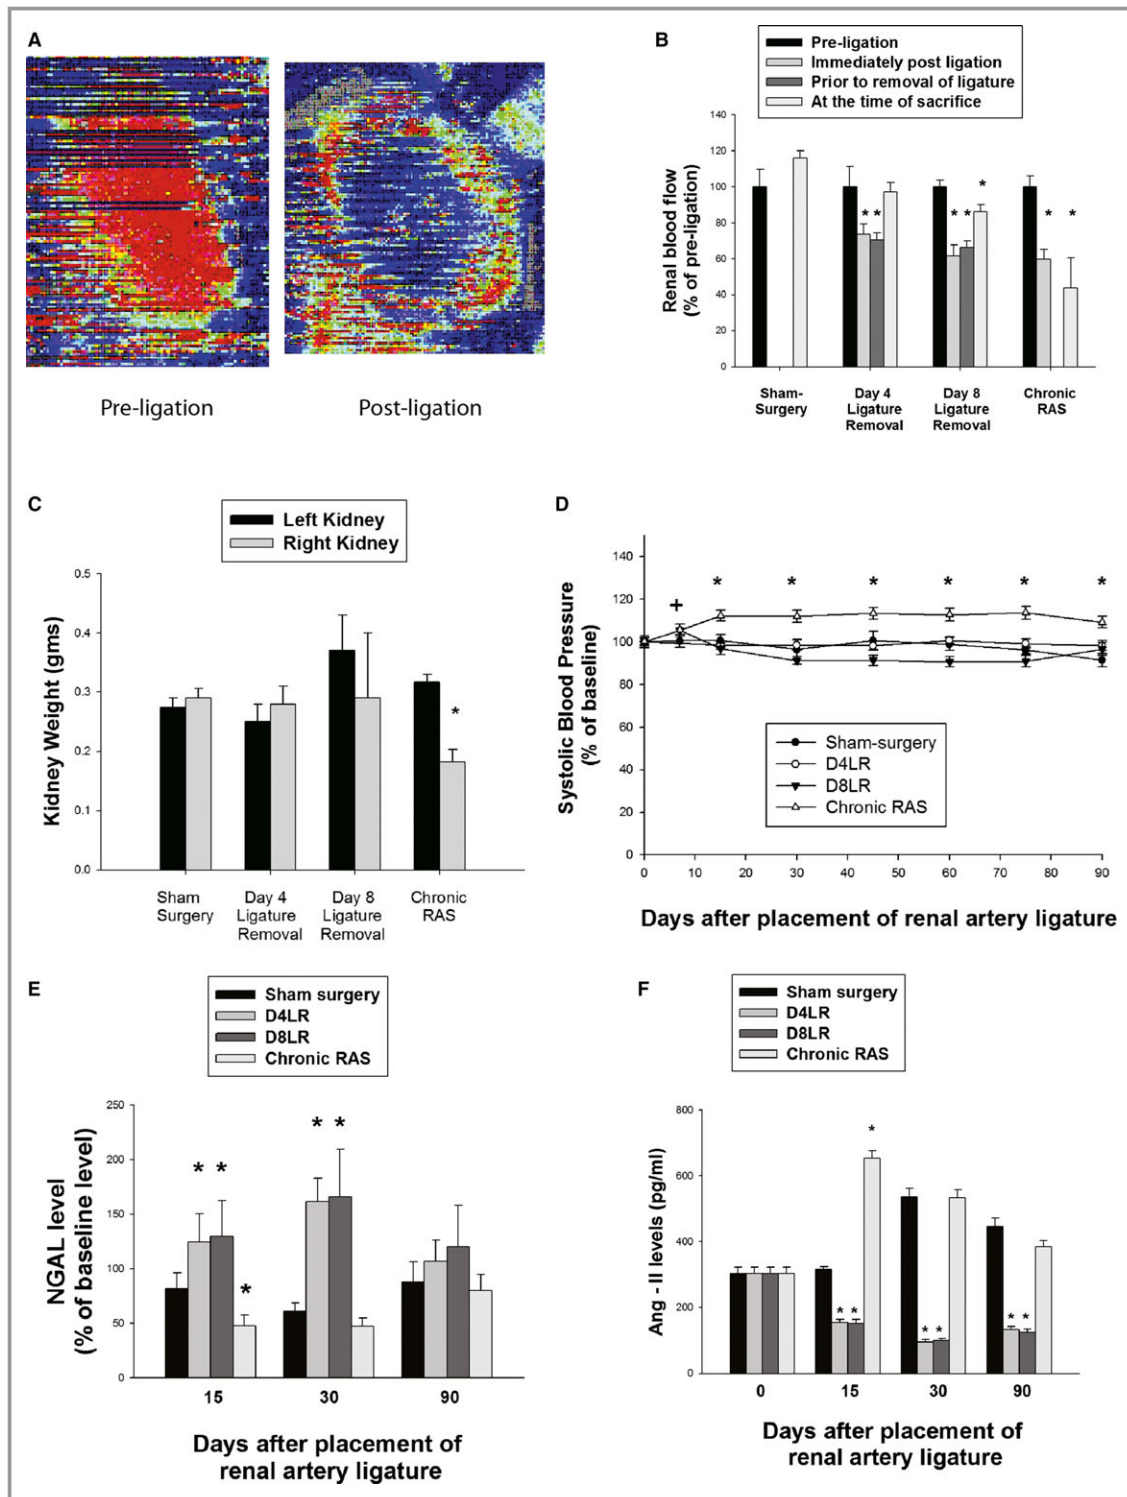 A
Pre-ligation
Post-ligation
B
Pre-ligation
Immediately post ligation
Prior to removal of ligature
At the time of sacrifice
Renal blood flow
(% of pre-ligation)
140
120
100
80
60
40
20
0
* *
* *
*
*
*
Sham-
Surgery
Day 4
Ligature
Removal
Day 8
Ligature
Removal
Chronic
RAS
C
Left Kidney
Right Kidney
Kidney Weight (gms)
0.5
0.4
0.3
0.2
0.1
0.0
*
Sham
Surgery
Day 4
Ligature
Removal
Day 8
Ligature
Removal
Chronic
RAS
D
Systolic Blood Pressure
(% of baseline)
140
120
100
80
60
40
20
0
+
* * * * * *
Sham-surgery
D4LR
D8LR
Chronic RAS
0 10 20 30 40 50 60 70 80 90
Days after placement of renal artery ligature
E
Sham surgery
D4LR
D8LR
Chronic RAS
NGAL level
(% of baseline level)
250
200
150
100
50
0
* *
*
* *
15 30 90
Days after placement of
renal artery ligature
F
Sham surgery
D4LR
D8LR
Chronic RAS
Ang - II levels (pg/ml)
800
600
400
200
0
*
* *
* *
* *
0 15 30 90
Days after placement of
renal artery ligature